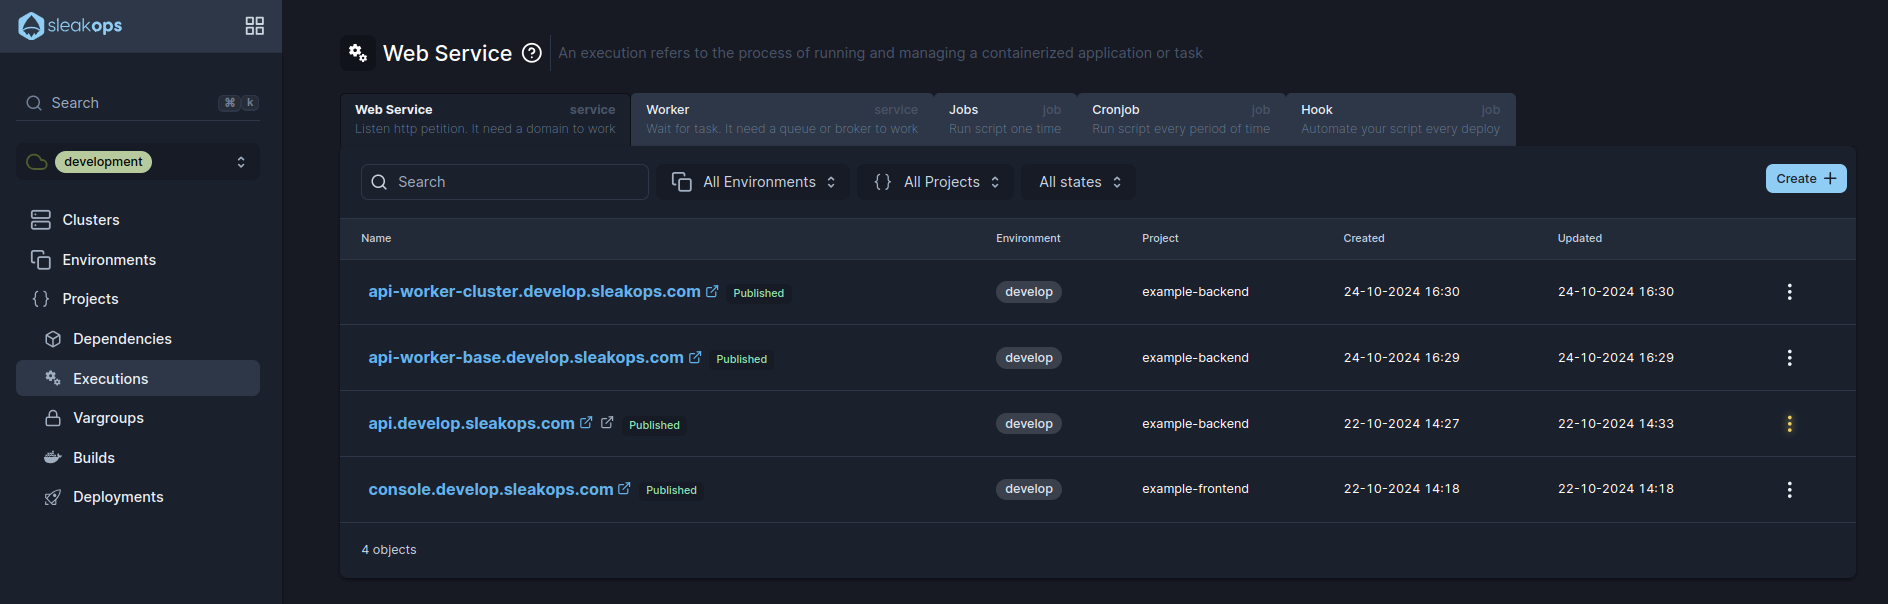 sleakops
Search ⌘ k
development
Clusters
Environments
Projects
Dependencies
Executions
Vargroups
Builds
Deployments
Web Service ? An execution refers to the process of running and managing a containerized application or task
Web Service service
Listen http petition. It need a domain to work
Worker service
Wait for task. It need a queue or broker to work
Jobs job
Run script one time
Cronjob job
Run script every period of time
Hook job
Automate your script every deploy
Search All Environments {} All Projects All states Create +
Name Environment Project Created Updated
api-worker-cluster.develop.sleakops.com Published develop example-backend 24-10-2024 16:30 24-10-2024 16:30
api-worker-base.develop.sleakops.com Published develop example-backend 24-10-2024 16:29 24-10-2024 16:29
api.develop.sleakops.com Published develop example-backend 22-10-2024 14:27 22-10-2024 14:33
console.develop.sleakops.com Published develop example-frontend 22-10-2024 14:18 22-10-2024 14:18
4 objects